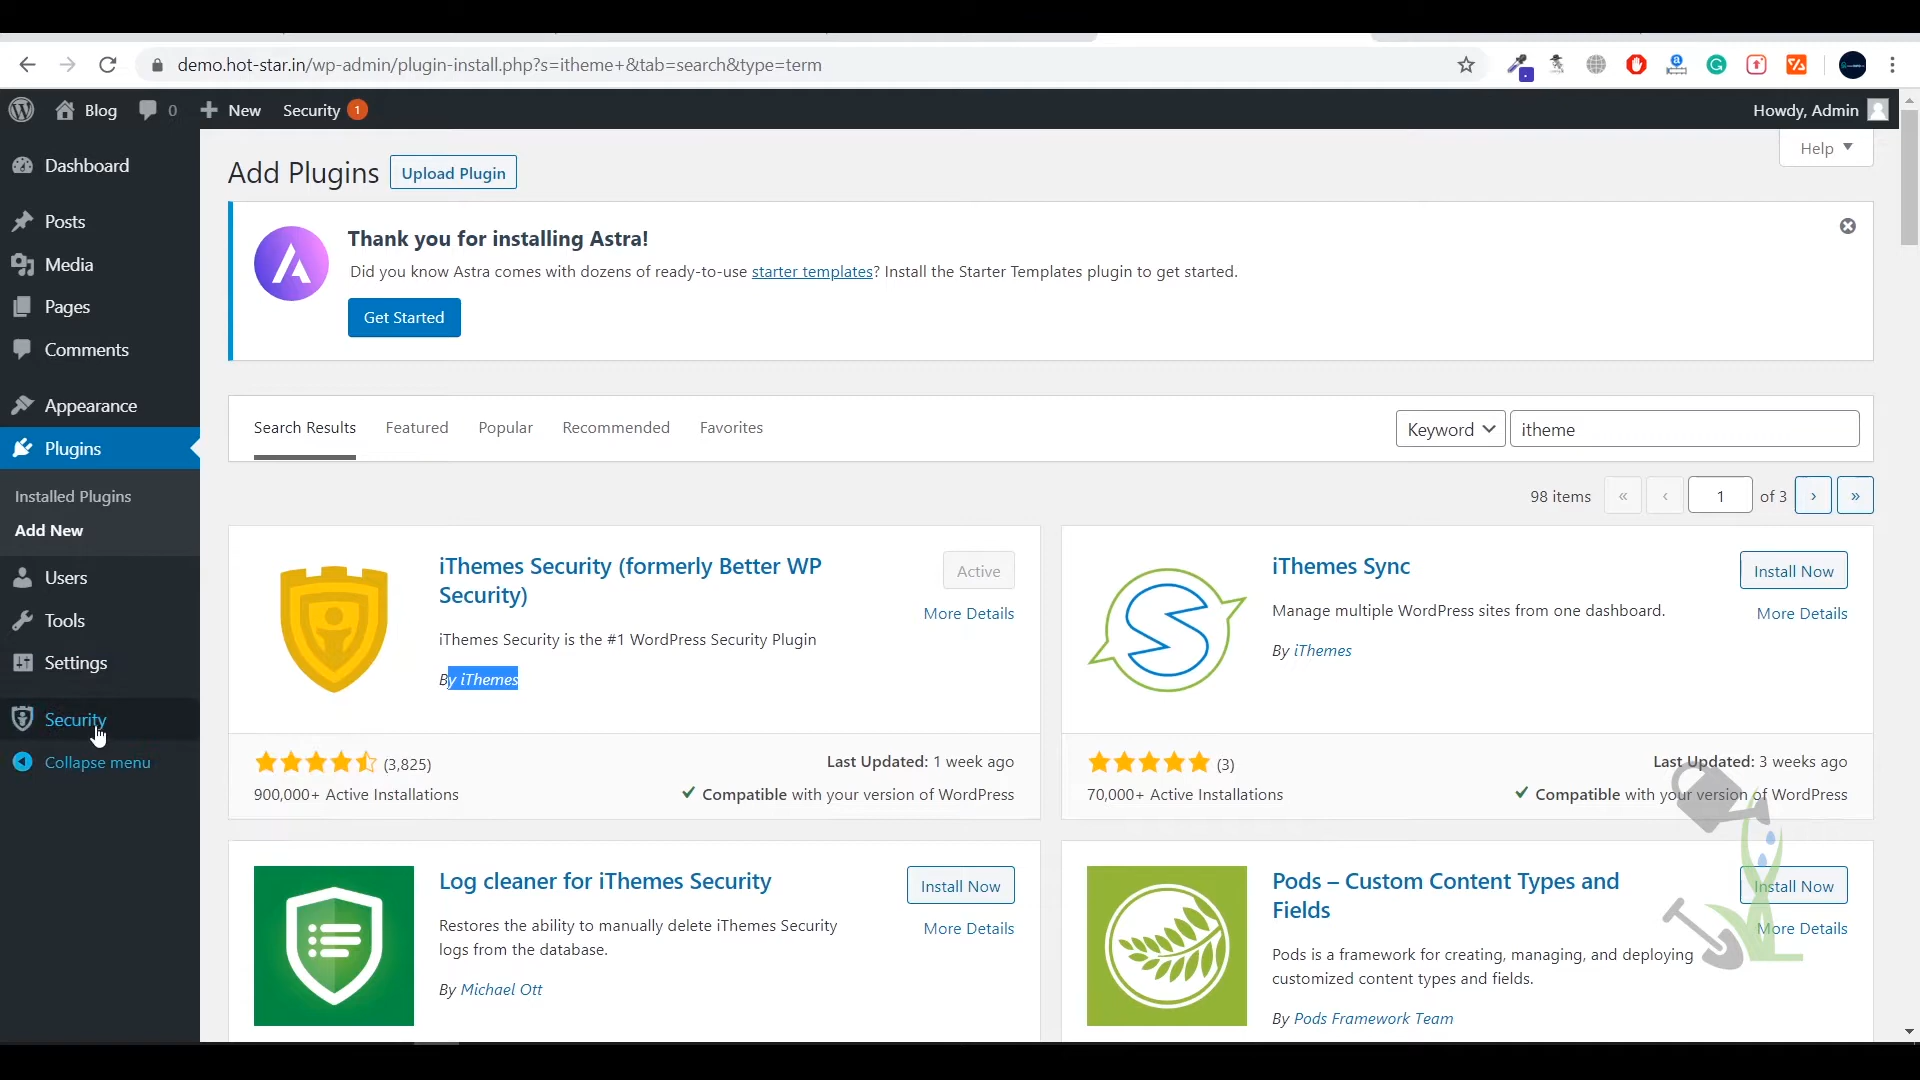 demo.hot-star.in/wp-admin/plugin-install.php?s=itheme+&tab=search&type=term
Blog 0 New Security 1 Howdy, Admin
Help
Dashboard
Posts
Media
Pages
Comments
Appearance
Plugins
Installed Plugins
Add New
Users
Tools
Settings
Security
Collapse menu
Add Plugins Upload Plugin
Thank you for installing Astra!
Did you know Astra comes with dozens of ready-to-use starter templates? Install the Starter Templates plugin to get started.
Get Started
Search Results Featured Popular Recommended Favorites Keyword itheme
98 items « ‹ 1 of 3 › »
iThemes Security (formerly Better WP
Security)
Active
More Details
iThemes Security is the #1 WordPress Security Plugin
By iThemes
(3,825)
Last Updated: 1 week ago
900,000+ Active Installations
Compatible with your version of WordPress
iThemes Sync
Install Now
More Details
Manage multiple WordPress sites from one dashboard.
By iThemes
(3)
Last Updated: 3 weeks ago
70,000+ Active Installations
Compatible with your version of WordPress
Log cleaner for iThemes Security
Install Now
More Details
Restores the ability to manually delete iThemes Security
logs from the database.
By Michael Ott
Pods – Custom Content Types and
Fields
Install Now
More Details
Pods is a framework for creating, managing, and deploying
customized content types and fields.
By Pods Framework Team